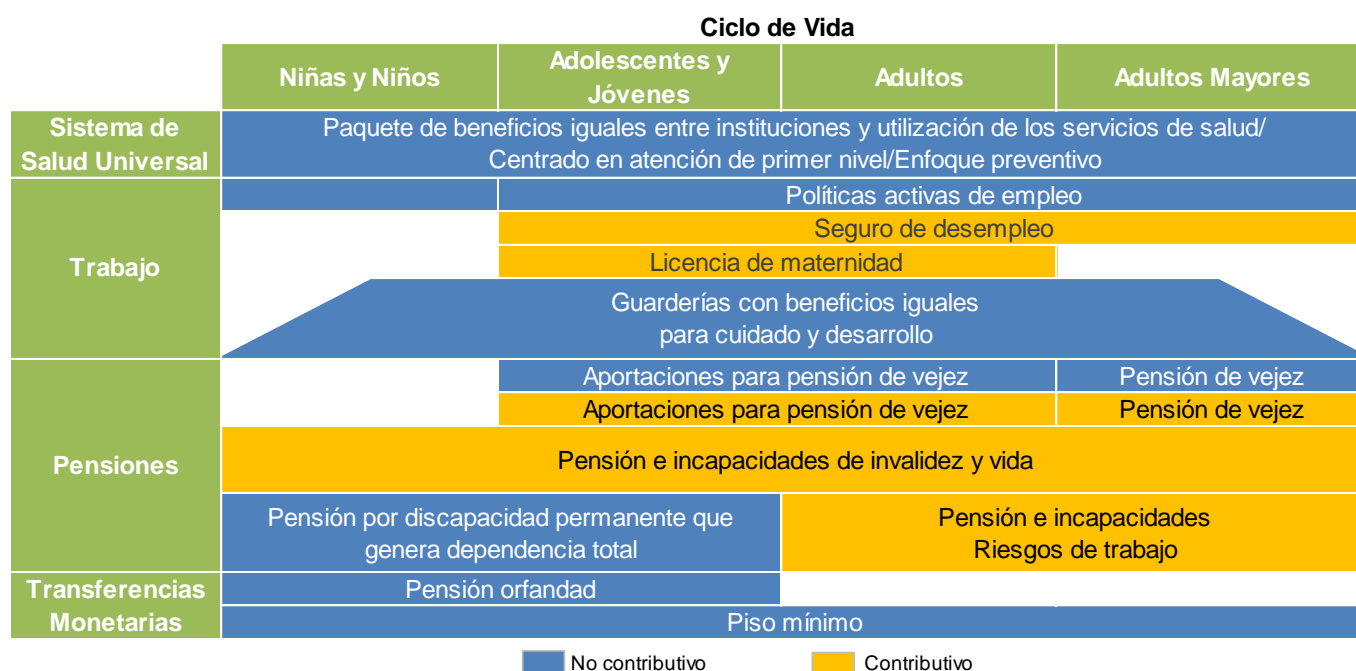 Ciclo de Vida
Niñas y Niños
Adolescentes y
Jóvenes
Adultos
Adultos Mayores
Sistema de
Salud Universal
Paquete de beneficios iguales entre instituciones y utilización de los servicios de salud/
Centrado en atención de primer nivel/Enfoque preventivo
Trabajo
Políticas activas de empleo
Seguro de desempleo
Licencia de maternidad
Guarderías con beneficios iguales
para cuidado y desarrollo
Pensiones
Aportaciones para pensión de vejez
Pensión de vejez
Aportaciones para pensión de vejez
Pensión de vejez
Pensión e incapacidades de invalidez y vida
Pensión por discapacidad permanente que
genera dependencia total
Pensión e incapacidades
Riesgos de trabajo
Transferencias
Monetarias
Pensión orfandad
Piso mínimo
No contributivo
Contributivo